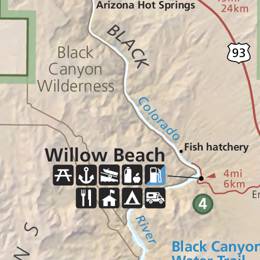 Arizona Hot Springs
24km
BLACK
93
Black
Canyon
Wilderness
Colorado
Fish hatchery
Willow Beach
4mi
6km
4
River
Black Canyon
Water Trail